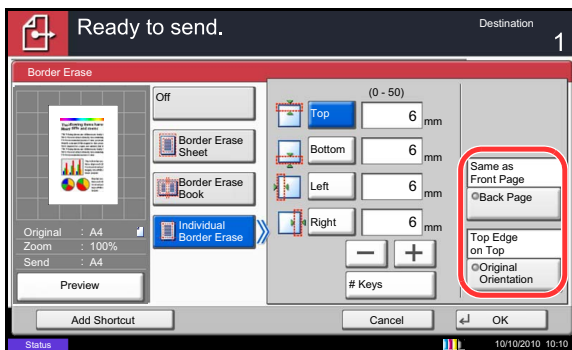 Ready to send.
Destination
1
Border Erase
Off
Border Erase
Sheet
Border Erase
Book
Individual
Border Erase
(0 - 50)
Top
6 mm
Bottom
6 mm
Left
6 mm
Right
6 mm
# Keys
Same as
Front Page
Back Page
Top Edge
on Top
Original
Orientation
Original : A4
Zoom : 100%
Send : A4
Preview
Add Shortcut
Cancel
OK
Status
10/10/2010 10:10